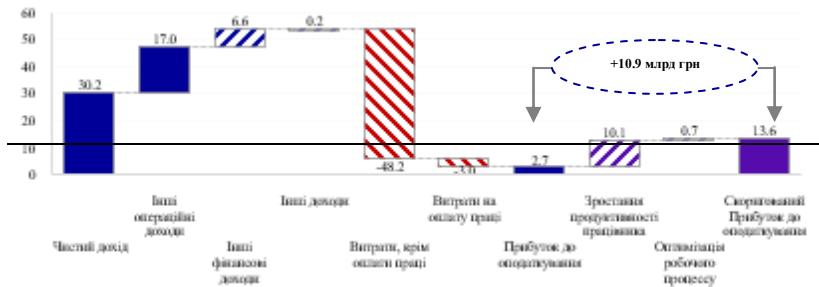 60
50
40
30
20
10
0
30.2
17.0
6.6
0.2
-48.2
-3.0
2.7
10.1
0.7
13.6
+10.9 млрд грн
Чистий дохід
Інші
операційні
доходи
Інші
фінансові
доходи
Інші доходи
Витрати, крім
оплати праці
Витрати на
оплату праці
Прибуток до
оподаткування
Зростання
продуктивності
працівника
Оптимізація
робочого
процессу
Скоригований
Прибуток до
оподаткування